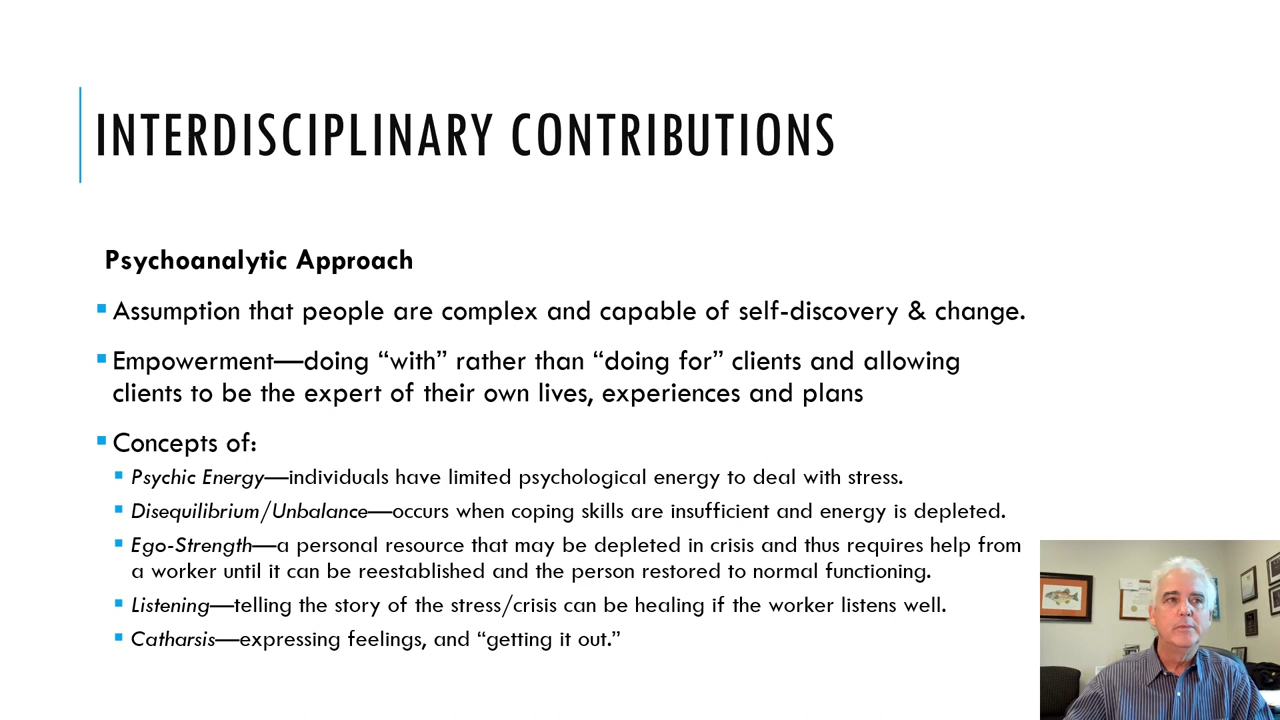 INTERDISCIPLINARY CONTRIBUTIONS
Psychoanalytic Approach
Assumption that people are complex and capable of self-discovery & change.
Empowerment—doing “with” rather than “doing for” clients and allowing
clients to be the expert of their own lives, experiences and plans
Concepts of:
Psychic Energy—individuals have limited psychological energy to deal with stress.
Disequilibrium/Unbalance—occurs when coping skills are insufficient and energy is depleted.
Ego-Strength—a personal resource that may be depleted in crisis and thus requires help from
a worker until it can be reestablished and the person restored to normal functioning.
Listening—telling the story of the stress/crisis can be healing if the worker listens well.
Catharsis—expressing feelings, and “getting it out.”